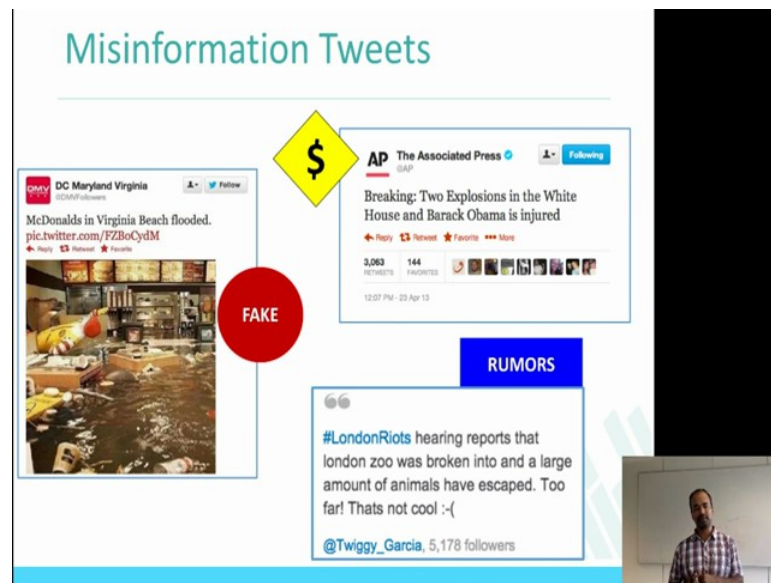 Misinformation Tweets
DMV
DC Maryland Virginia
@DMVFollowers
Follow
McDonalds in Virginia Beach flooded.
pic.twitter.com/FZBoCydM
Reply Retweet Favorite
FAKE
$
AP
The Associated Press
@AP
Following
Breaking: Two Explosions in the White
House and Barack Obama is injured
Reply Retweet Favorite More
3,063 144
RETWEETS FAVORITES
12:07 PM - 23 Apr 13
RUMORS
#LondonRiots hearing reports that
london zoo was broken into and a large
amount of animals have escaped. Too
far! Thats not cool :-(
@Twiggy_Garcia, 5,178 followers